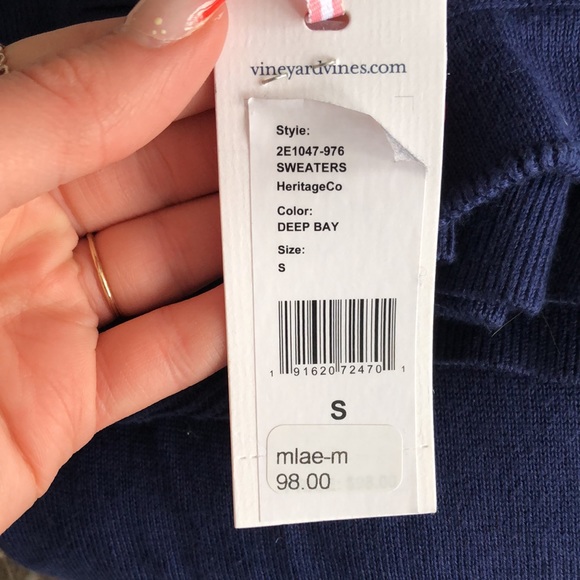 vineyardvines.com
Style:
2E1047-976
SWEATERS
HeritageCo
Color:
DEEP BAY
Size:
S
1 91620 72470 1
S
mlae-m
98.00